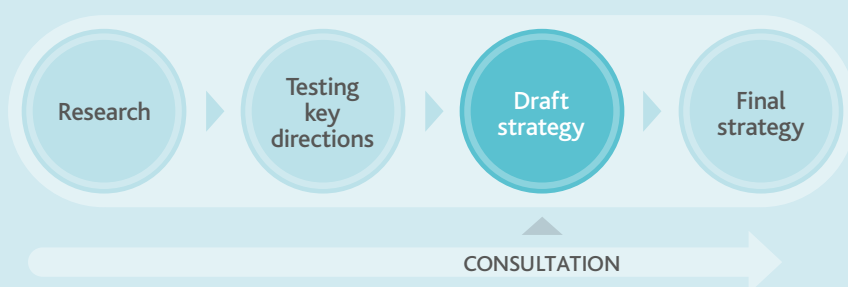 Research
Testing
key
directions
Draft
strategy
Final
strategy
CONSULTATION